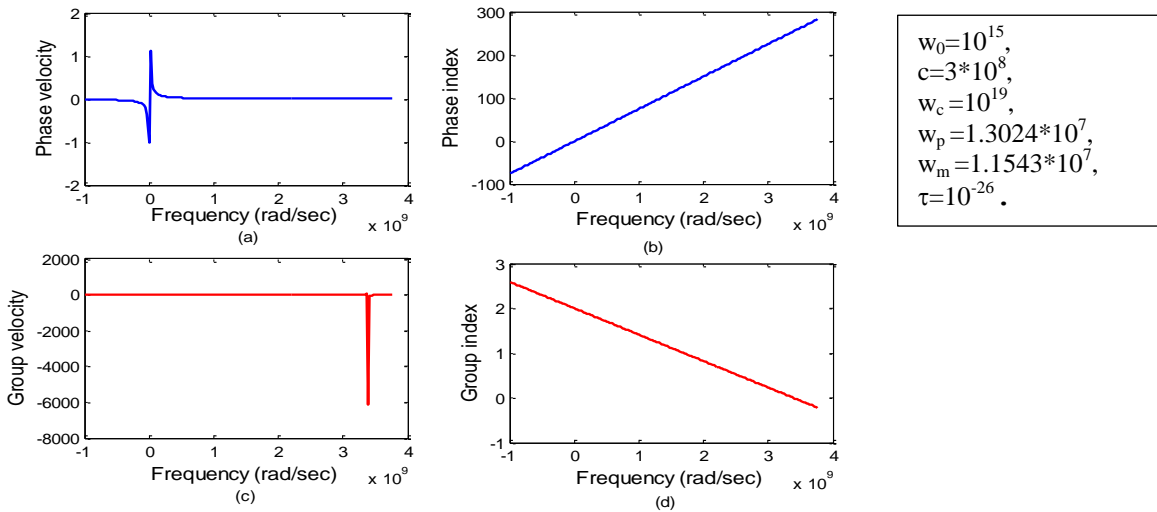 2
1
0
-1
-2
Phase velocity
-1 0 1 2 3 4
Frequency (rad/sec)
x 10^9
(a)
300
200
100
0
-100
Phase index
-1 0 1 2 3 4
Frequency (rad/sec)
x 10^9
(b)
w_0=10^15,
c=3*10^8,
w_c =10^19,
w_p =1.3024*10^7,
w_m =1.1543*10^7,
τ=10^-26 .
2000
0
-2000
-4000
-6000
-8000
Group velocity
-1 0 1 2 3 4
Frequency (rad/sec)
x 10^9
(c)
3
2
1
0
-1
Group index
-1 0 1 2 3 4
Frequency (rad/sec)
x 10^9
(d)